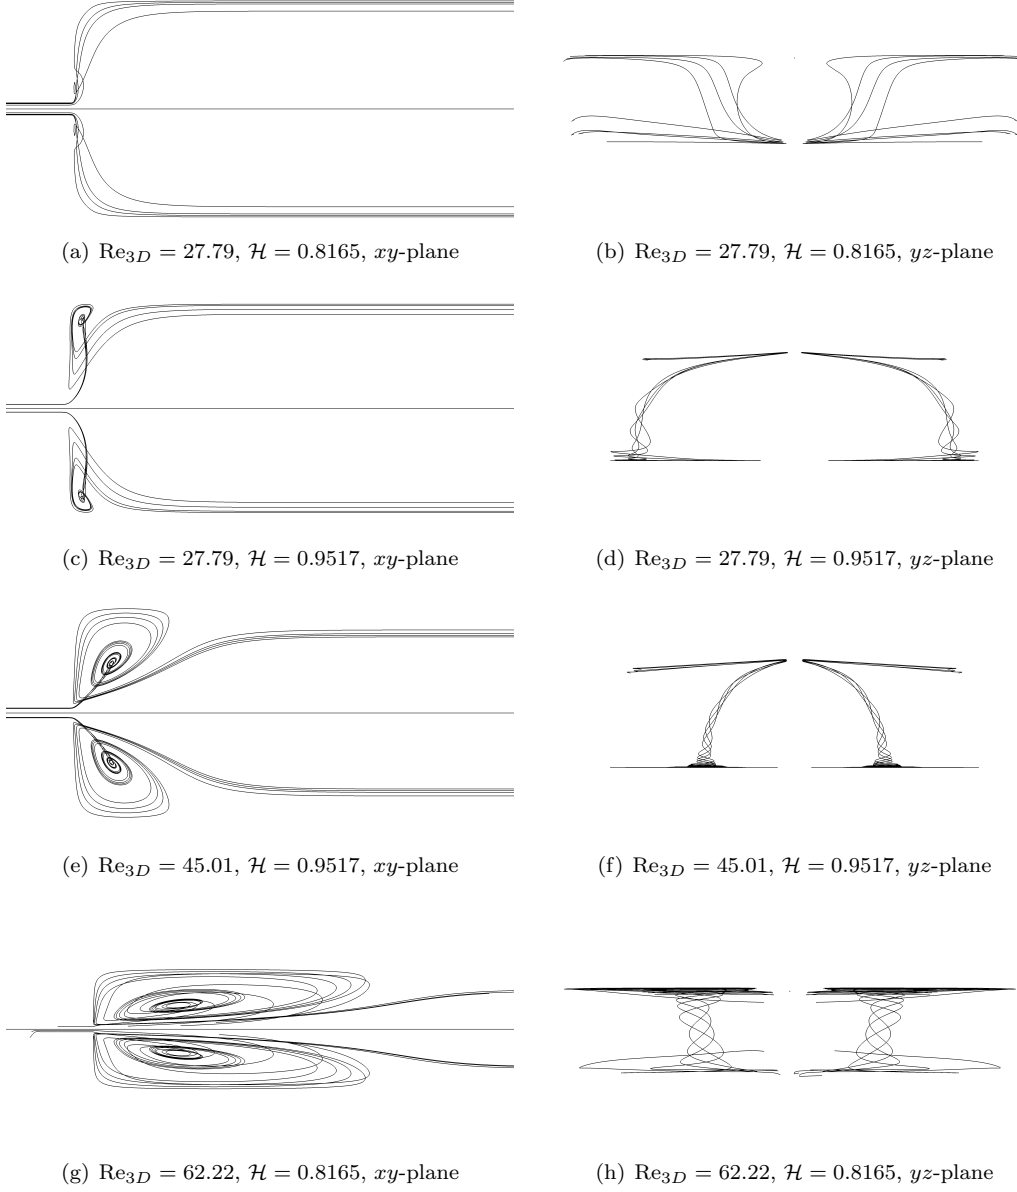 (a) Re3D = 27.79, ℋ = 0.8165, xy-plane
(b) Re3D = 27.79, ℋ = 0.8165, yz-plane
(c) Re3D = 27.79, ℋ = 0.9517, xy-plane
(d) Re3D = 27.79, ℋ = 0.9517, yz-plane
(e) Re3D = 45.01, ℋ = 0.9517, xy-plane
(f) Re3D = 45.01, ℋ = 0.9517, yz-plane
(g) Re3D = 62.22, ℋ = 0.8165, xy-plane
(h) Re3D = 62.22, ℋ = 0.8165, yz-plane